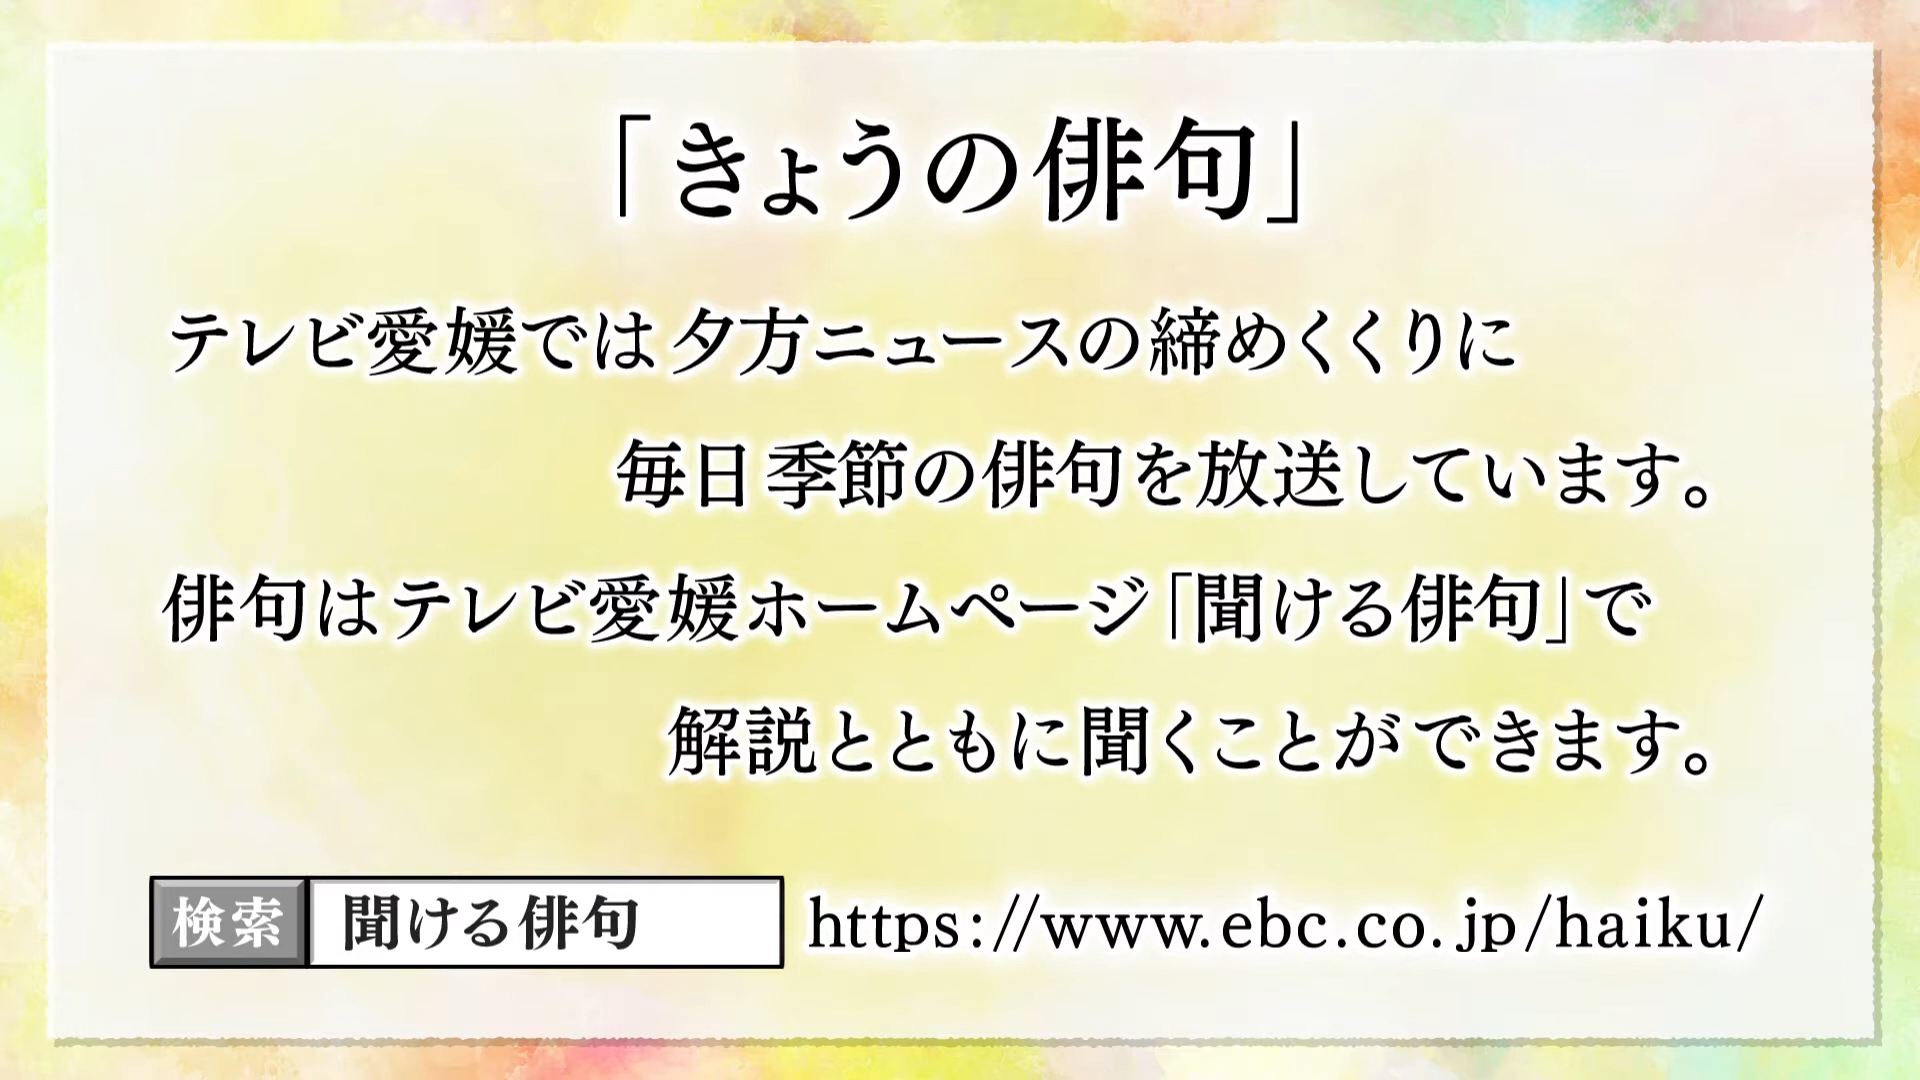 「きょうの俳句」
テレビ愛媛では夕方ニュースの締めくくりに
毎日季節の俳句を放送しています。
俳句はテレビ愛媛ホームページ「聞ける俳句」で
解説とともに聞くことができます。
検索 聞ける俳句 https://www.ebc.co.jp/haiku/